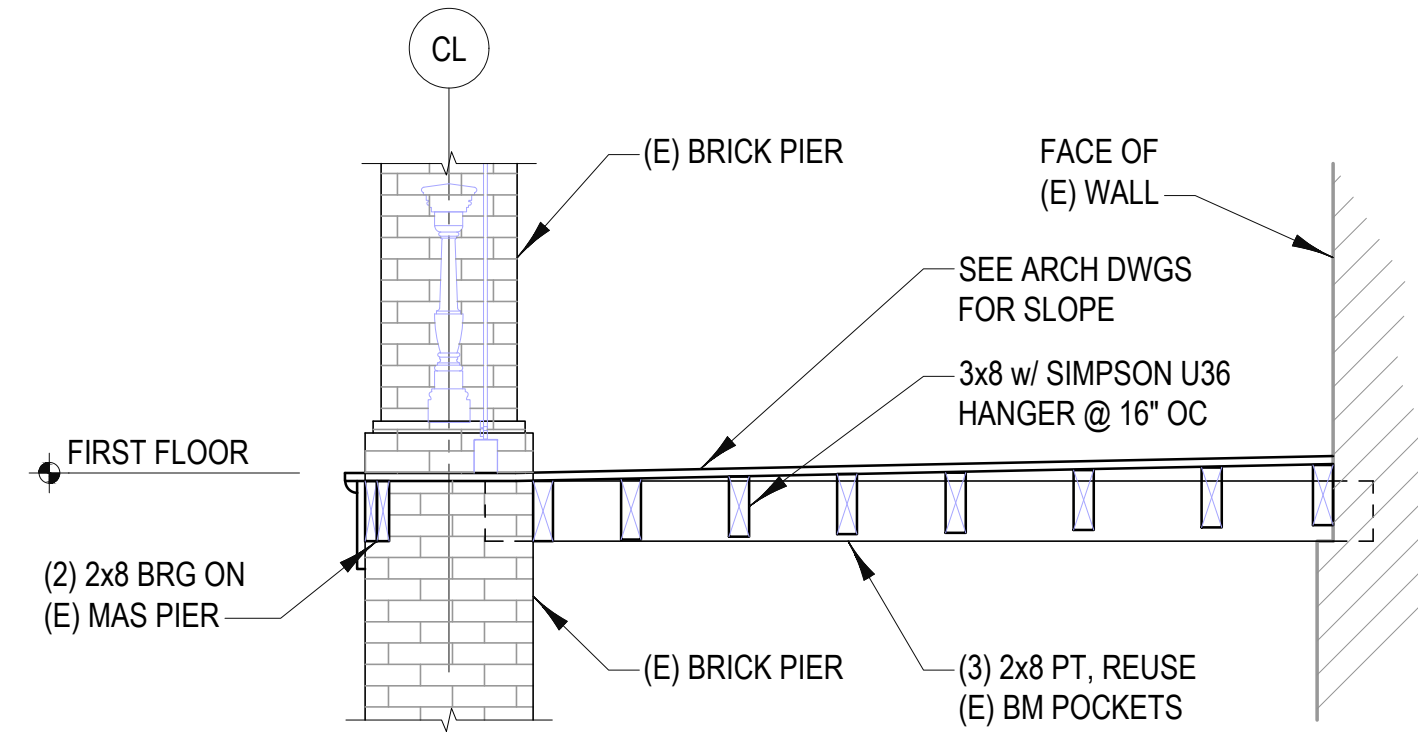 CL
(E) BRICK PIER
FACE OF
(E) WALL
SEE ARCH DWGS
FOR SLOPE
3x8 w/ SIMPSON U36
HANGER @ 16" OC
FIRST FLOOR
(2) 2x8 BRG ON
(E) MAS PIER
(E) BRICK PIER
(3) 2x8 PT, REUSE
(E) BM POCKETS